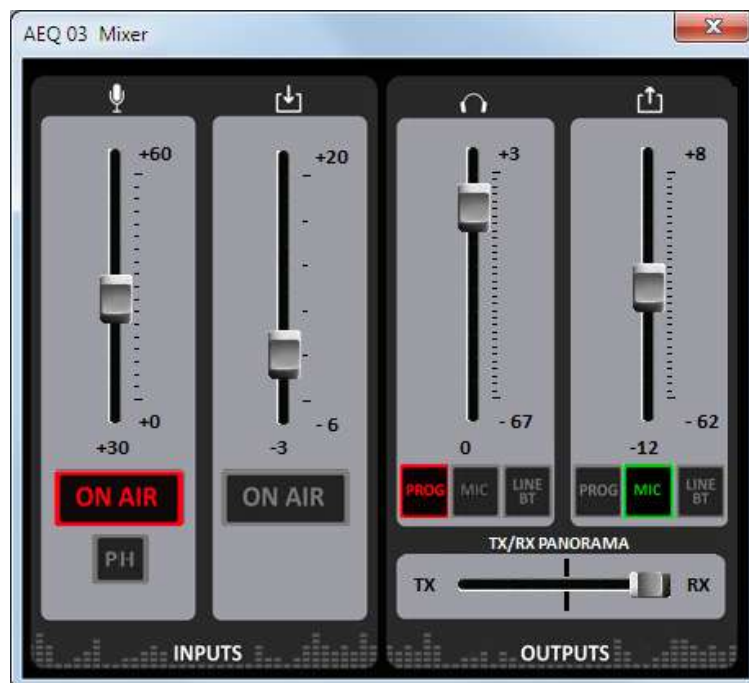 AEQ 03 Mixer
+60
+0
+30
ON AIR
PH
+20
- 6
-3
ON AIR
INPUTS
+3
- 67
0
PROG MIC LINE BT
+8
- 62
-12
PROG MIC LINE BT
TX/RX PANORAMA
TX RX
OUTPUTS